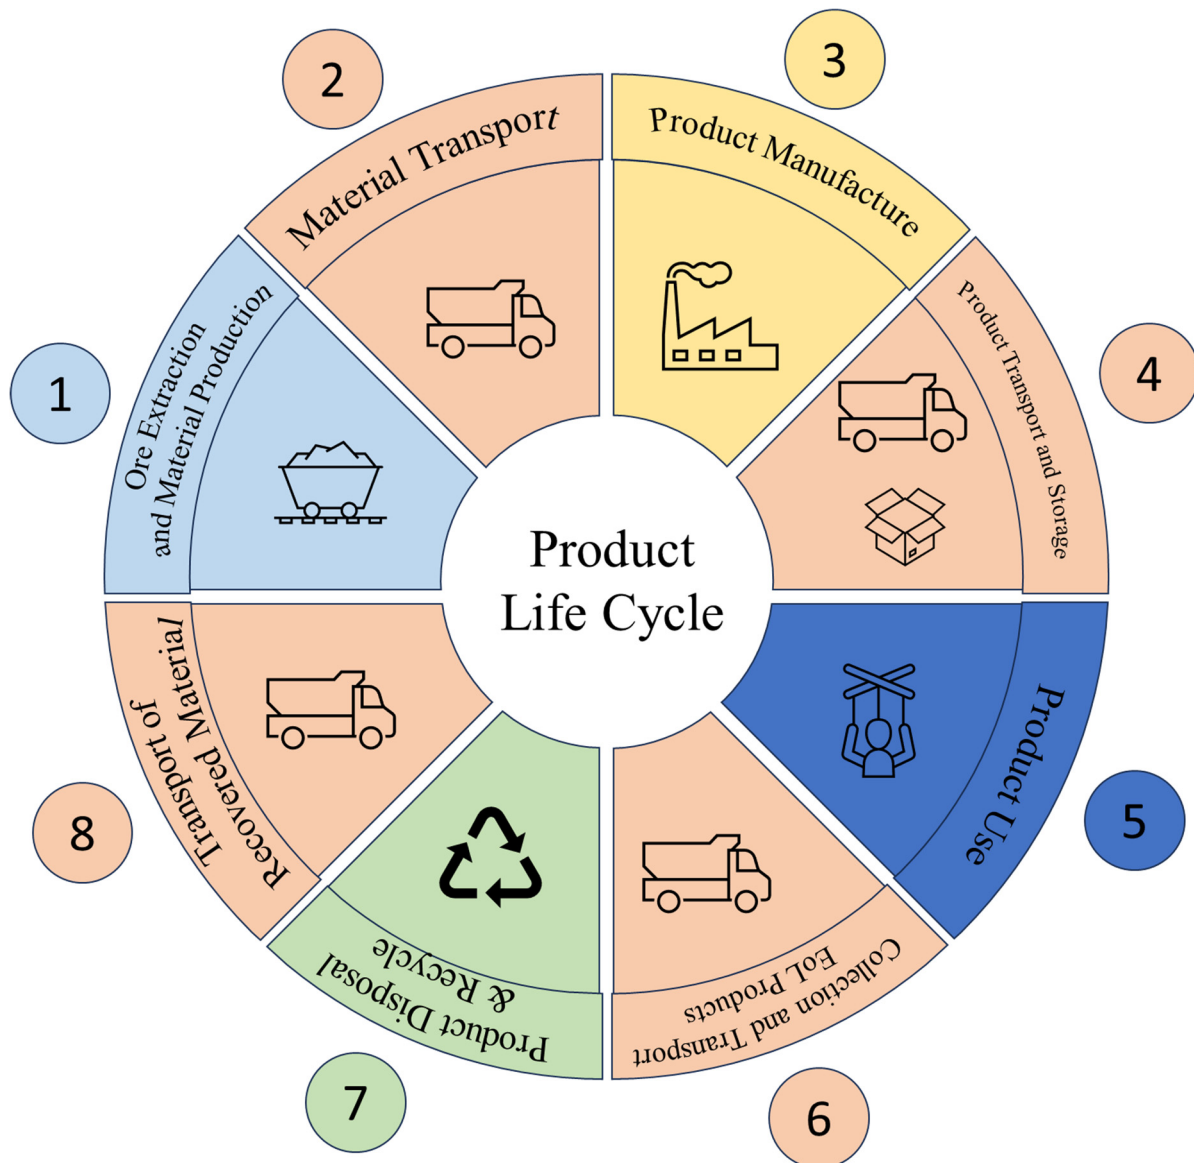 1
Ore Extraction
and Material Production
2
Material Transport
3
Product Manufacture
4
Product Transport and Storage
5
Product Use
6
Collection and Transport
EoL Products
7
Product Disposal
& Recycle
8
Transport of
Recovered Material
Product
Life Cycle